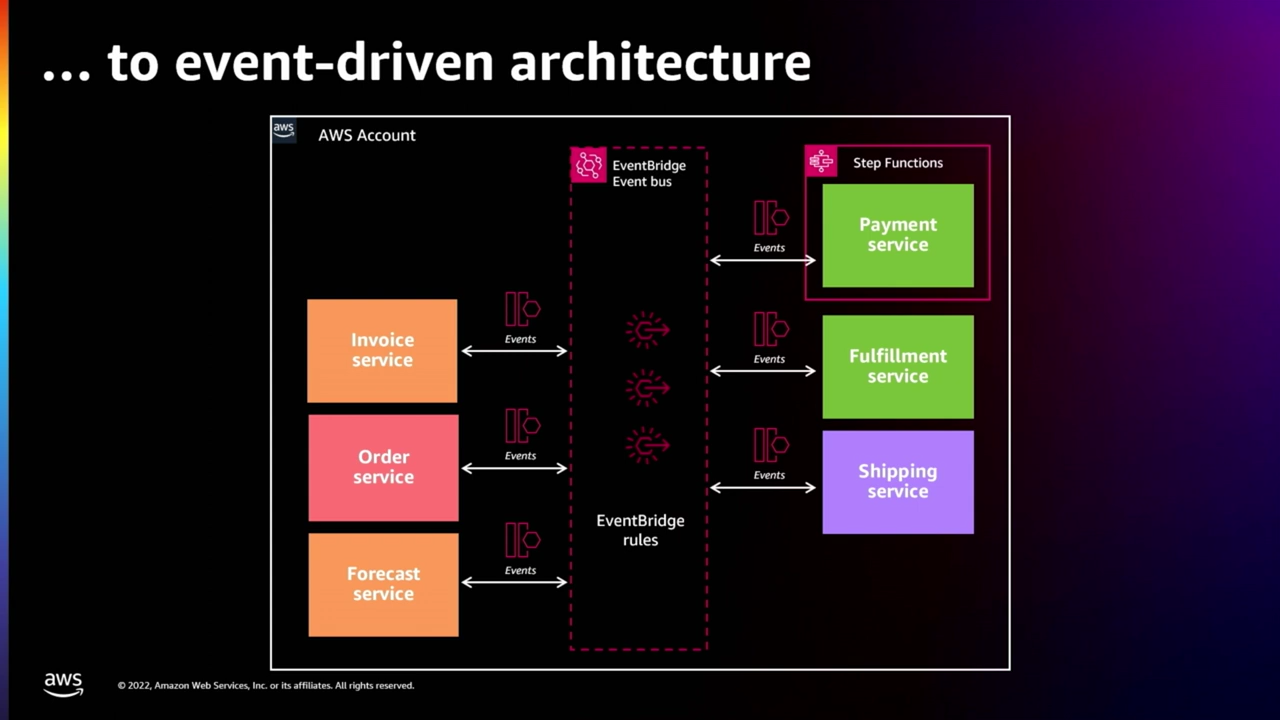 ... to event-driven architecture
aws
AWS Account
EventBridge
Event bus
Step Functions
Events
Payment
service
Events
Invoice
service
Events
Fulfillment
service
Events
Order
service
Events
Shipping
service
EventBridge
rules
Events
Forecast
service
aws
© 2022, Amazon Web Services, Inc. or its affiliates. All rights reserved.